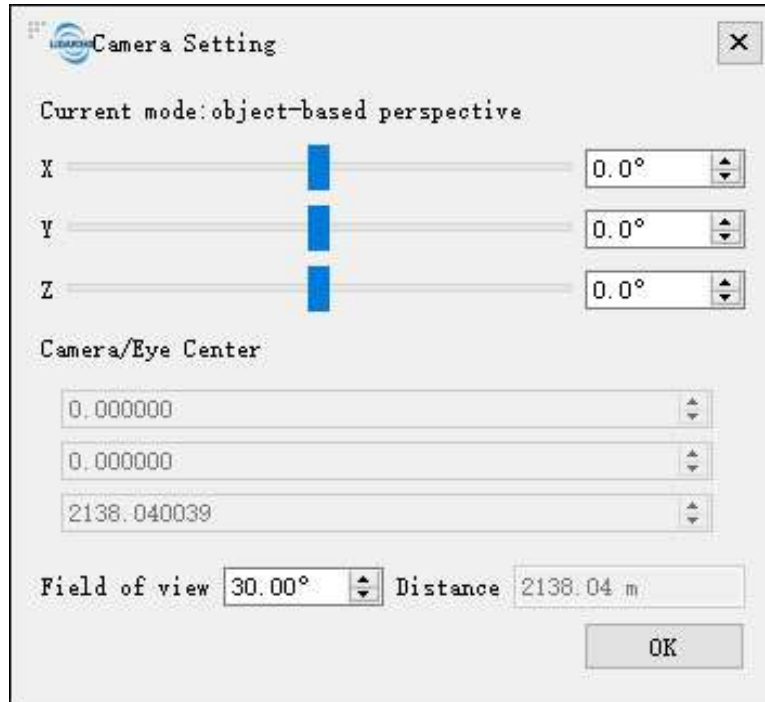 Camera Setting
Current mode:object-based perspective
X 0.0°
Y 0.0°
Z 0.0°
Camera/Eye Center
0.000000
0.000000
2138.040039
Field of view 30.00° Distance 2138.04 m
OK